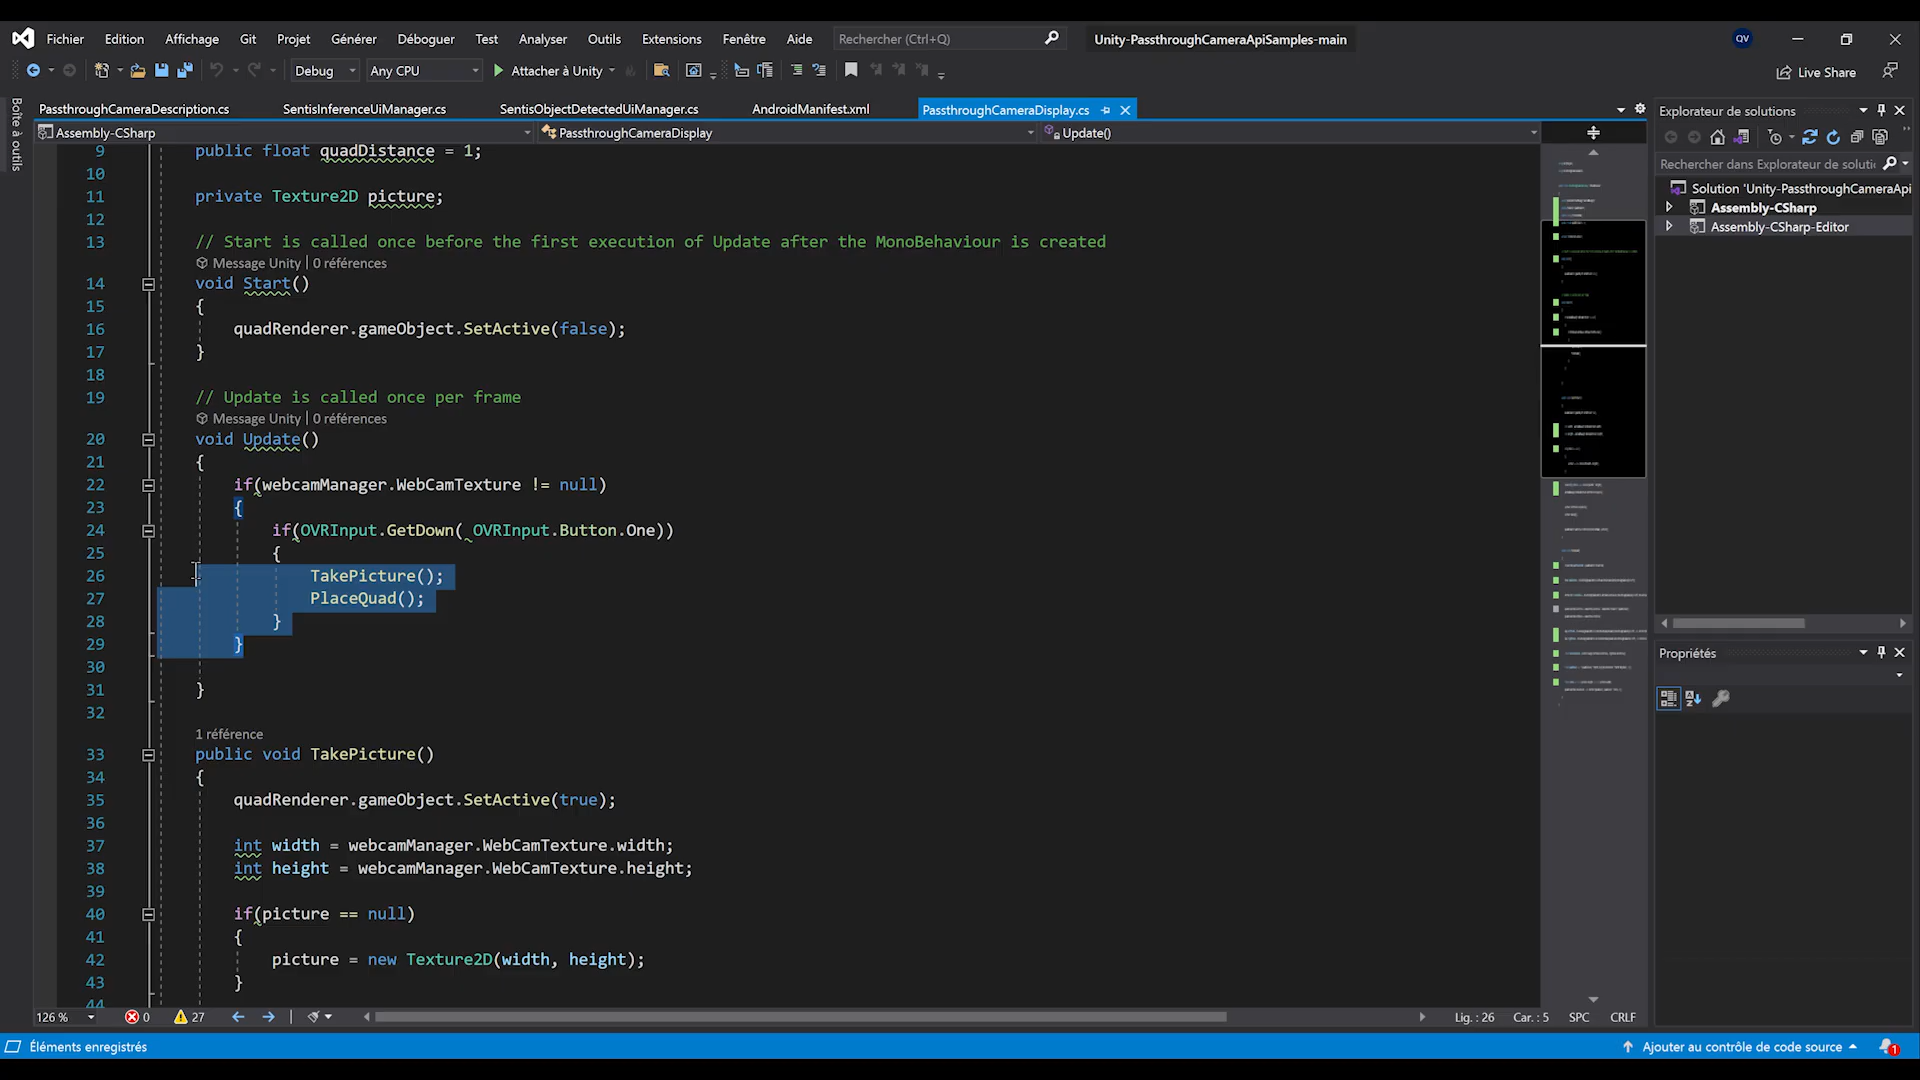 Fichier Edition Affichage Git Projet Générer Déboguer Test Analyser Outils Extensions Fenêtre Aide Rechercher (Ctrl+Q) Unity-PassthroughCameraApiSamples-main QV
Debug Any CPU Attacher à Unity Live Share
Boîte à outils
PassthroughCameraDescription.cs SentisInferenceUiManager.cs SentisObjectDetectedUiManager.cs AndroidManifest.xml PassthroughCameraDisplay.cs
Assembly-CSharp PassthroughCameraDisplay Update()
9 public float quadDistance = 1;
10
11 private Texture2D picture;
12
13 // Start is called once before the first execution of Update after the MonoBehaviour is created
Message Unity | 0 références
14 void Start()
15 {
16 quadRenderer.gameObject.SetActive(false);
17 }
18
19 // Update is called once per frame
Message Unity | 0 références
20 void Update()
21 {
22 if(webcamManager.WebCamTexture != null)
23 {
24 if(OVRInput.GetDown( OVRInput.Button.One))
25 {
26 TakePicture();
27 PlaceQuad();
28 }
29 }
30
31 }
32
1 référence
33 public void TakePicture()
34 {
35 quadRenderer.gameObject.SetActive(true);
36
37 int width = webcamManager.WebCamTexture.width;
38 int height = webcamManager.WebCamTexture.height;
39
40 if(picture == null)
41 {
42 picture = new Texture2D(width, height);
43 }
44
126 % 0 27 Lig. : 26 Car. : 5 SPC CRLF
Explorateur de solutions
Rechercher dans Explorateur de soluti
Solution 'Unity-PassthroughCameraApi
Assembly-CSharp
Assembly-CSharp-Editor
Propriétés
Éléments enregistrés Ajouter au contrôle de code source 1